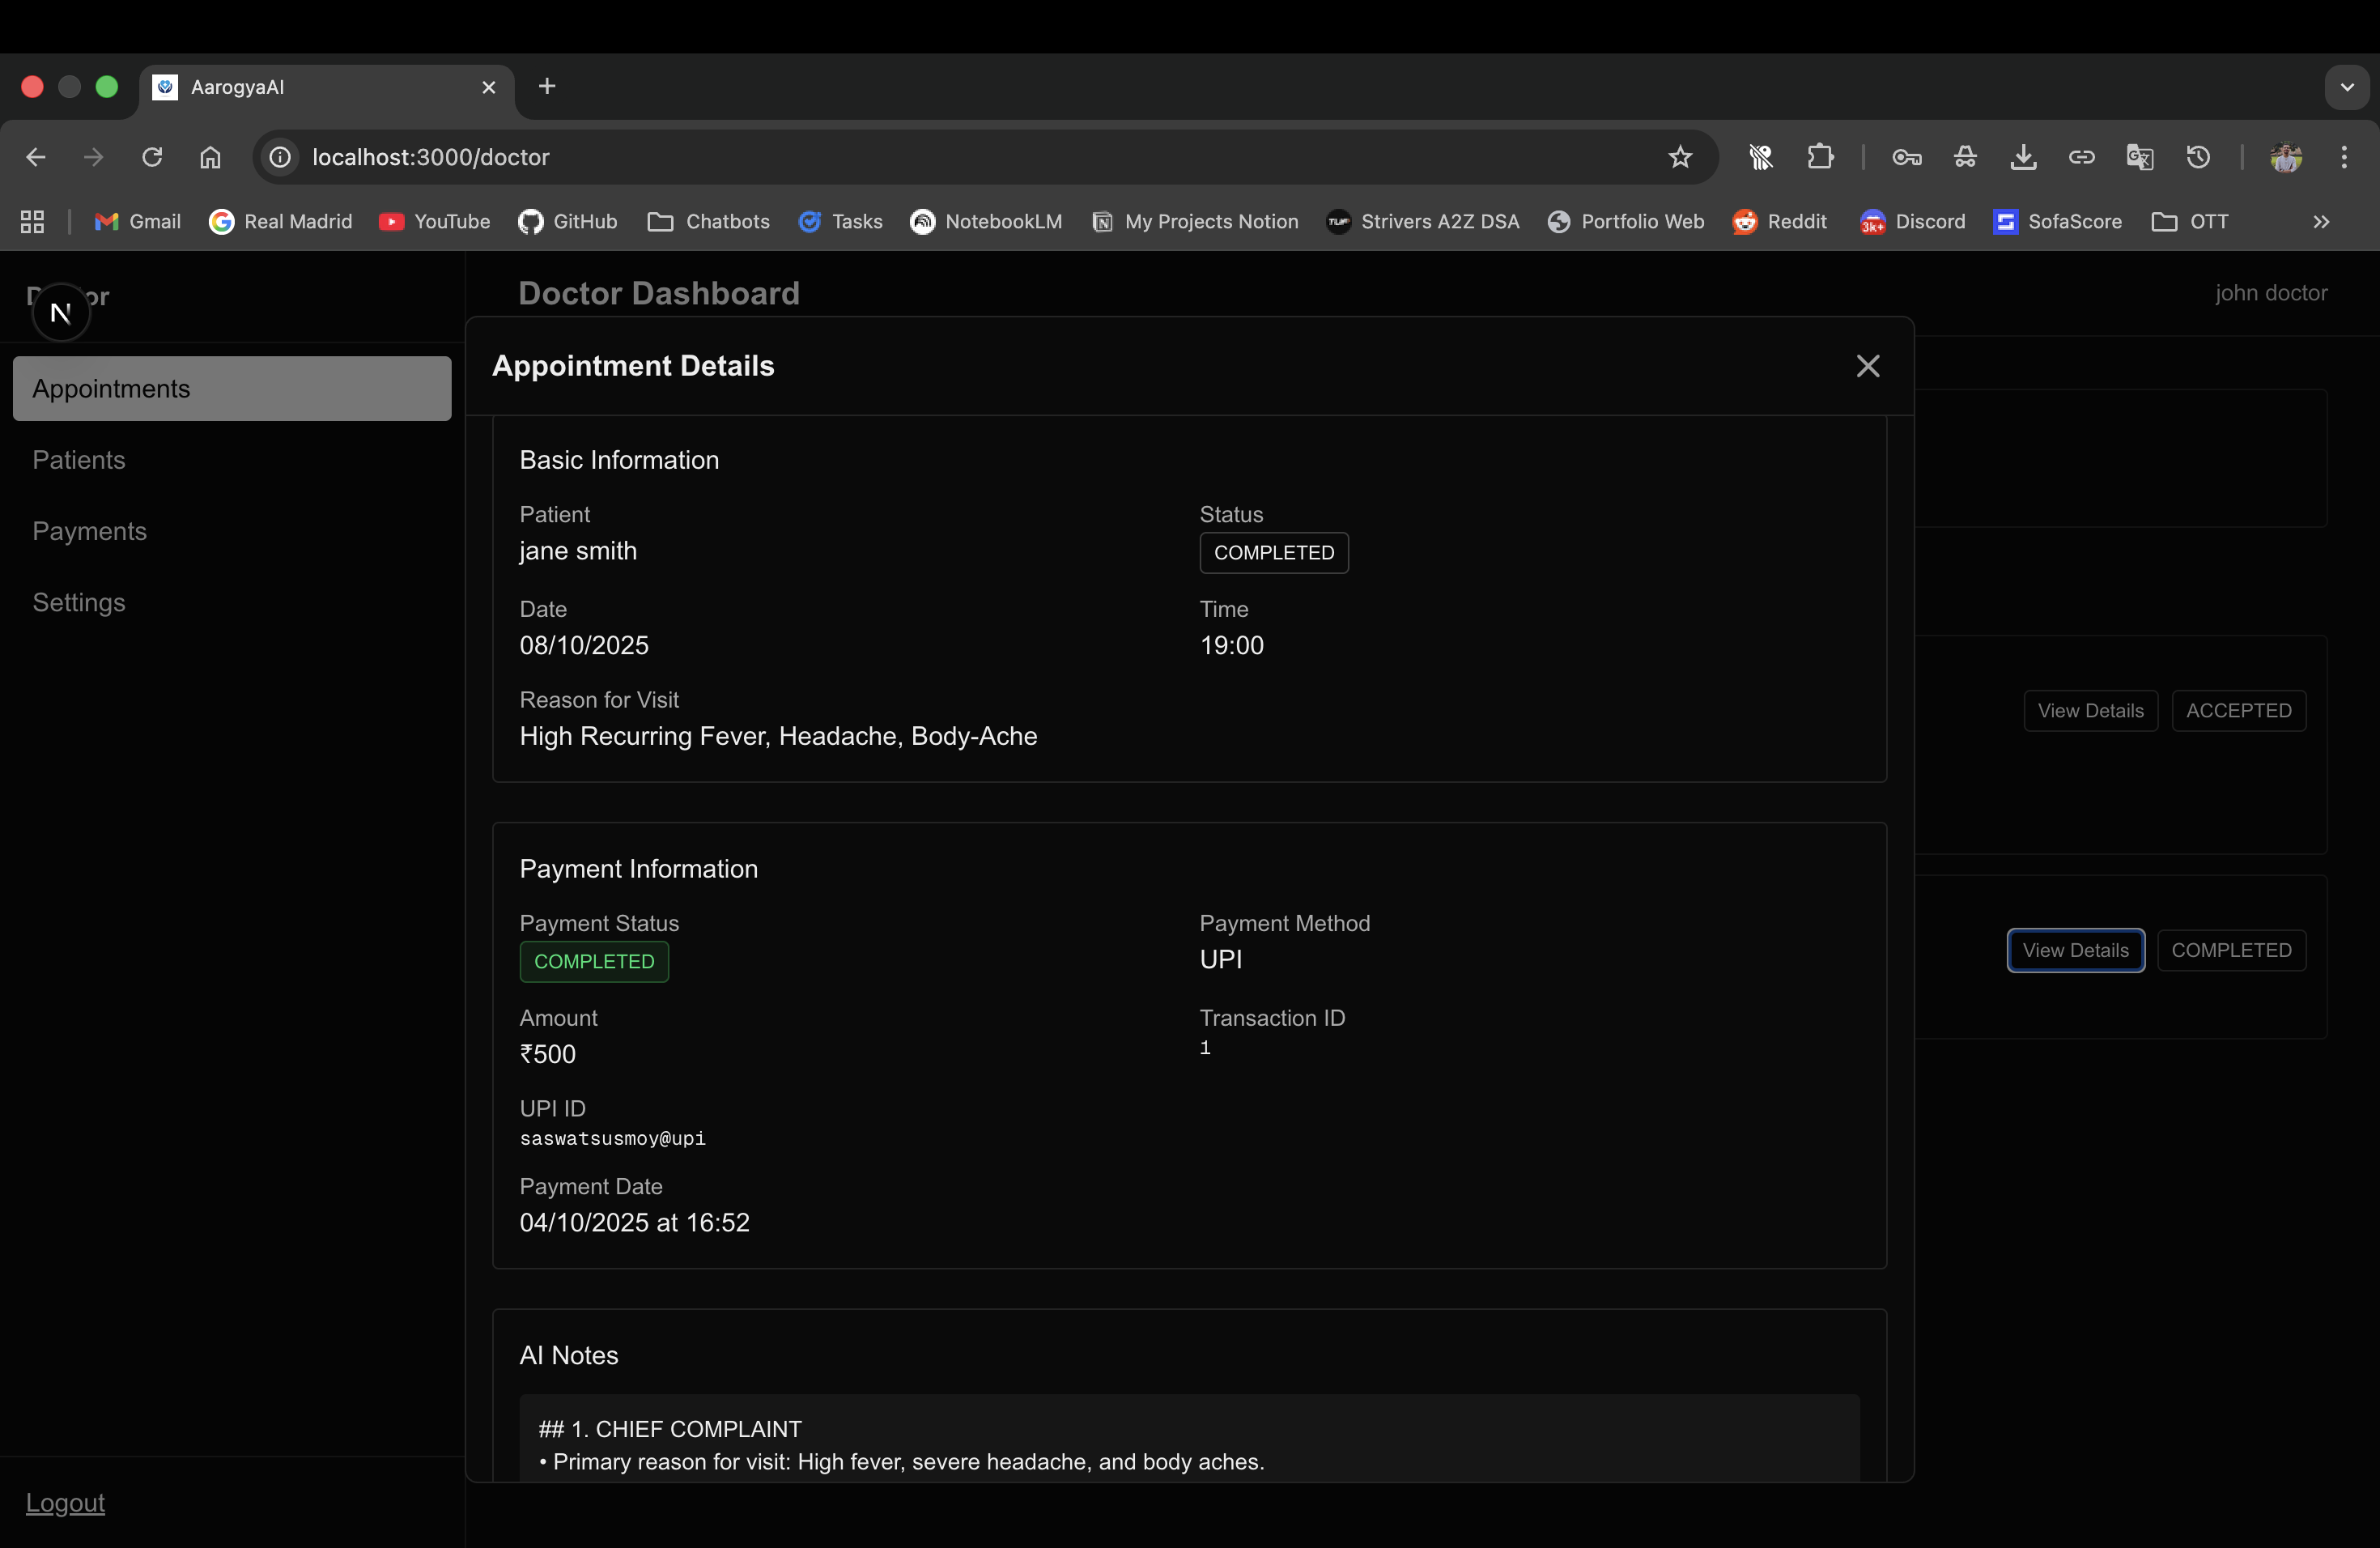 AarogyaAI
localhost:3000/doctor
Gmail
Real Madrid
YouTube
GitHub
Chatbots
Tasks
NotebookLM
My Projects Notion
TUF
Strivers A2Z DSA
Portfolio Web
Reddit
3k+
Discord
SofaScore
OTT
N
Doctor Dashboard
john doctor
Appointments
Patients
Payments
Settings
Logout
Appointment Details
Basic Information
Patient
jane smith
Status
COMPLETED
Date
08/10/2025
Time
19:00
Reason for Visit
High Recurring Fever, Headache, Body-Ache
Payment Information
Payment Status
COMPLETED
Payment Method
UPI
Amount
₹500
Transaction ID
1
UPI ID
saswatsusmoy@upi
Payment Date
04/10/2025 at 16:52
AI Notes
## 1. CHIEF COMPLAINT
• Primary reason for visit: High fever, severe headache, and body aches.
View Details
ACCEPTED
View Details
COMPLETED